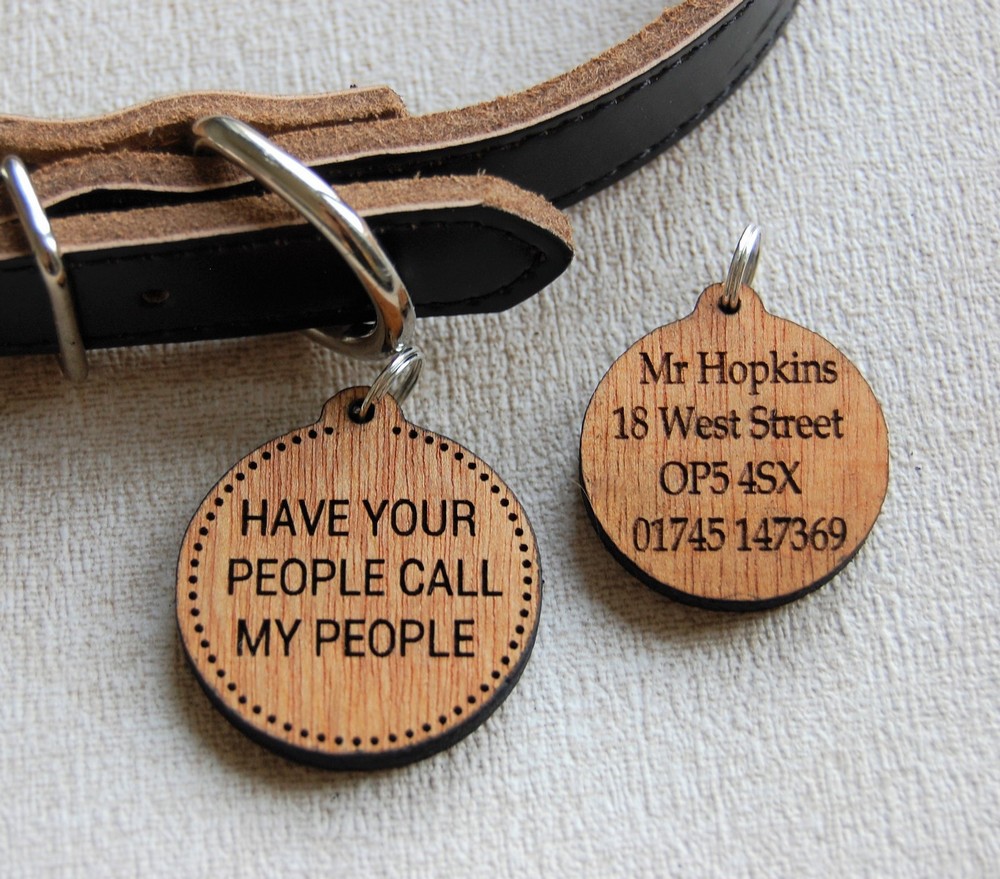 HAVE YOUR
PEOPLE CALL
MY PEOPLE
Mr Hopkins
18 West Street
OP5 4SX
01745 147369